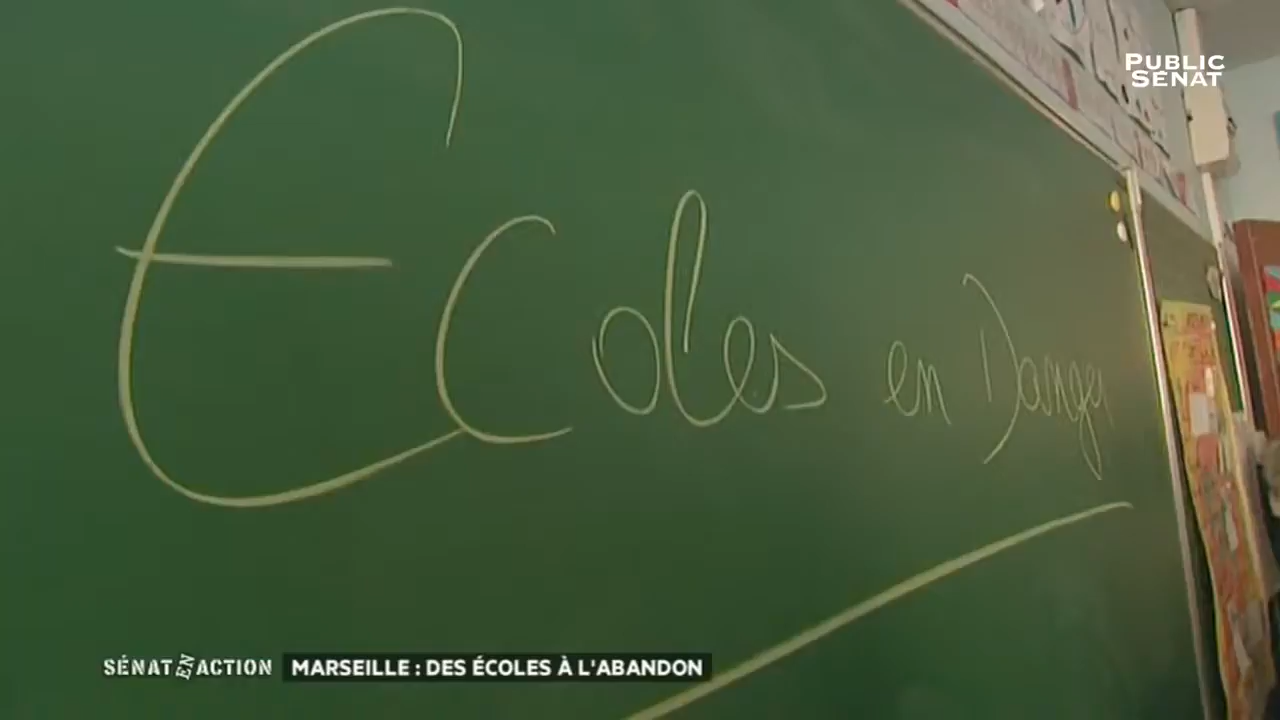 PUBLIC
SÉNAT
Ecoles en Danger
SÉNAT EN ACTION
MARSEILLE : DES ÉCOLES À L'ABANDON